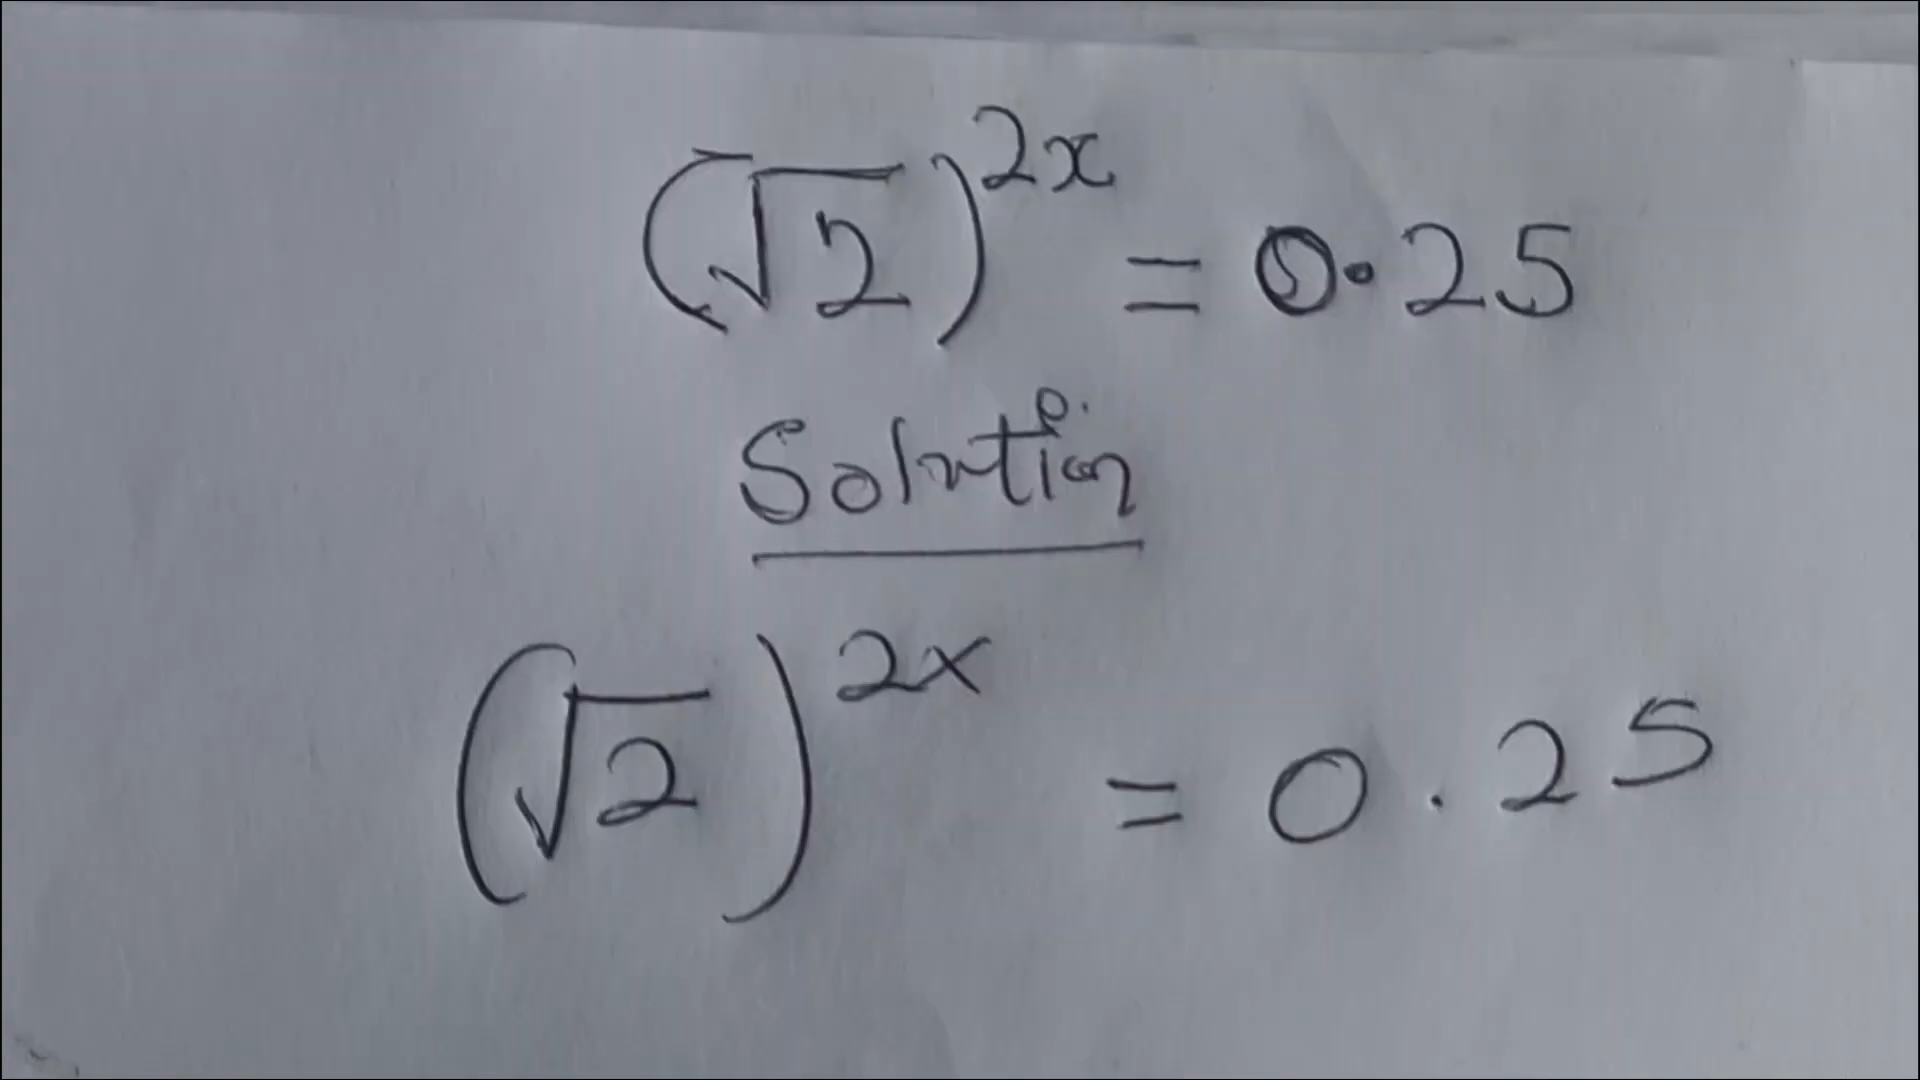 (√2)^{2x} = 0.25
Solution
(√2)^{2x} = 0.25